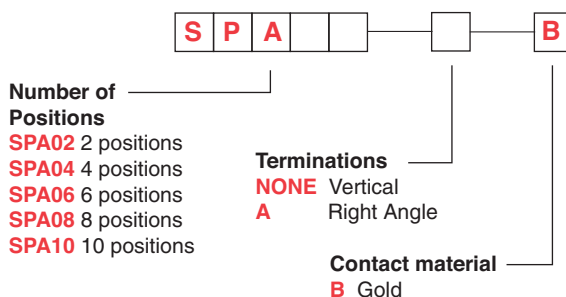 S P A B
Number of
Positions
SPA02 2 positions
SPA04 4 positions
SPA06 6 positions
SPA08 8 positions
SPA10 10 positions
Terminations
NONE Vertical
A Right Angle
Contact material
B Gold